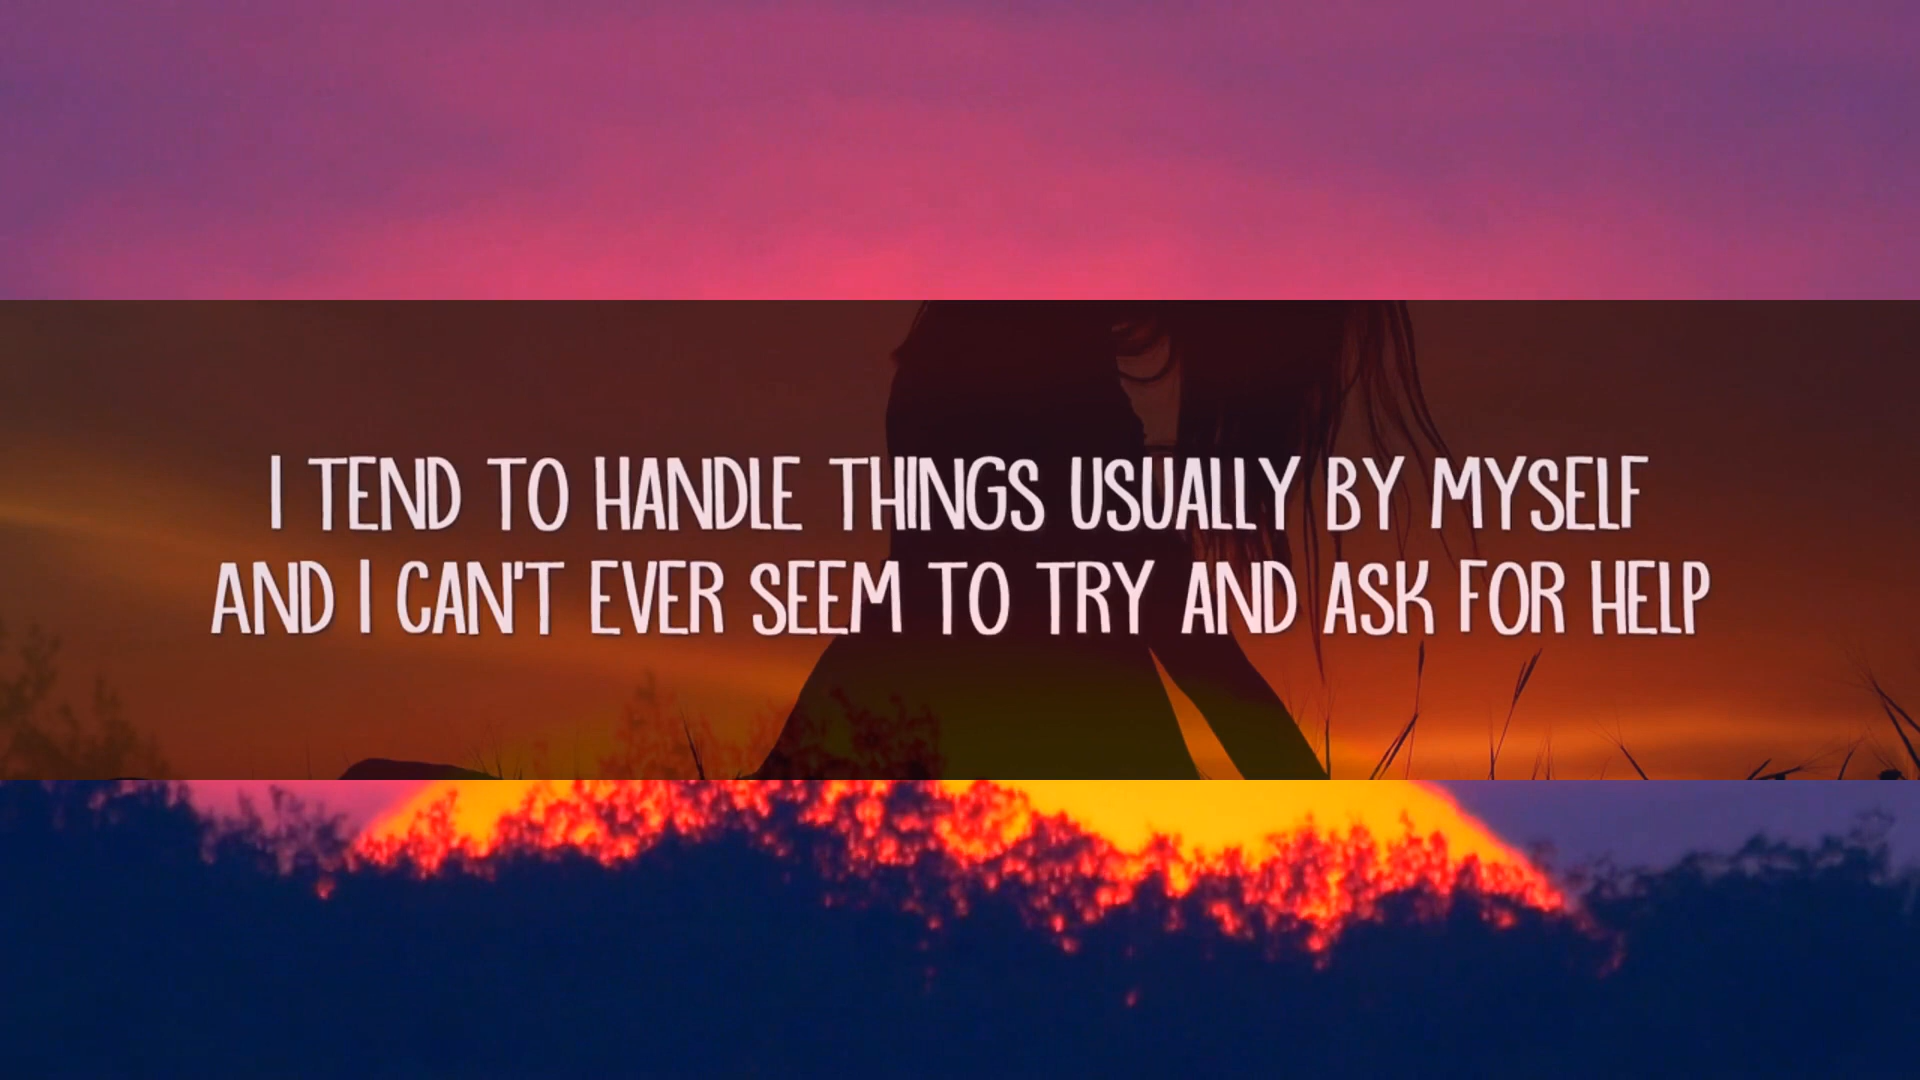 I TEND TO HANDLE THINGS USUALLY BY MYSELF
AND I CAN'T EVER SEEM TO TRY AND ASK FOR HELP